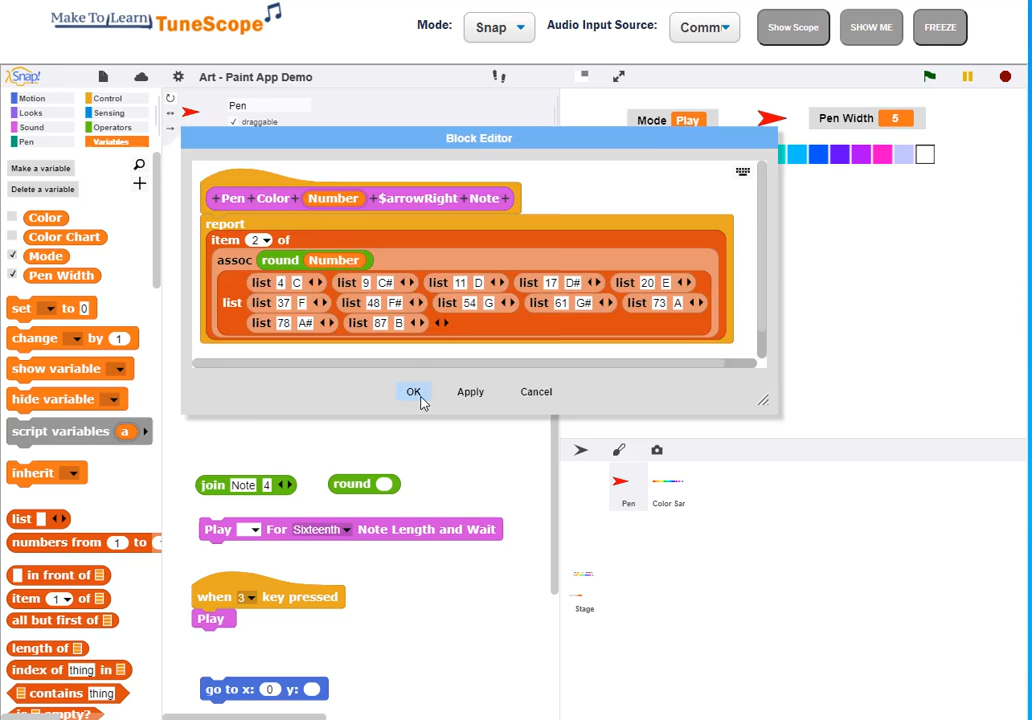 Make To Learn TuneScope
Mode: Snap Audio Input Source: Comm Show Scope SHOW ME FREEZE
Snap! Art - Paint App Demo
Motion Control
Looks Sensing
Sound Operators
Pen Variables
Pen
draggable
Mode Play Pen Width 5
Block Editor
Make a variable
Delete a variable
Color
Color Chart
Mode
Pen Width
set to 0
change by 1
show variable
hide variable
script variables a
inherit
list
numbers from 1 to
in front of
item 1 of
all but first of
length of
index of thing in
contains thing
is empty?
+Pen+Color+ Number +$arrowRight+Note+
report
item 2 of
assoc round Number
list 4 C list 9 C# list 11 D list 17 D# list 20 E
list list 37 F list 48 F# list 54 G list 61 G# list 73 A
list 78 A# list 87 B
OK Apply Cancel
join Note 4 round
Play For Sixteenth Note Length and Wait
when 3 key pressed
Play
go to x: 0 y:
Pen Color Sar
Stage